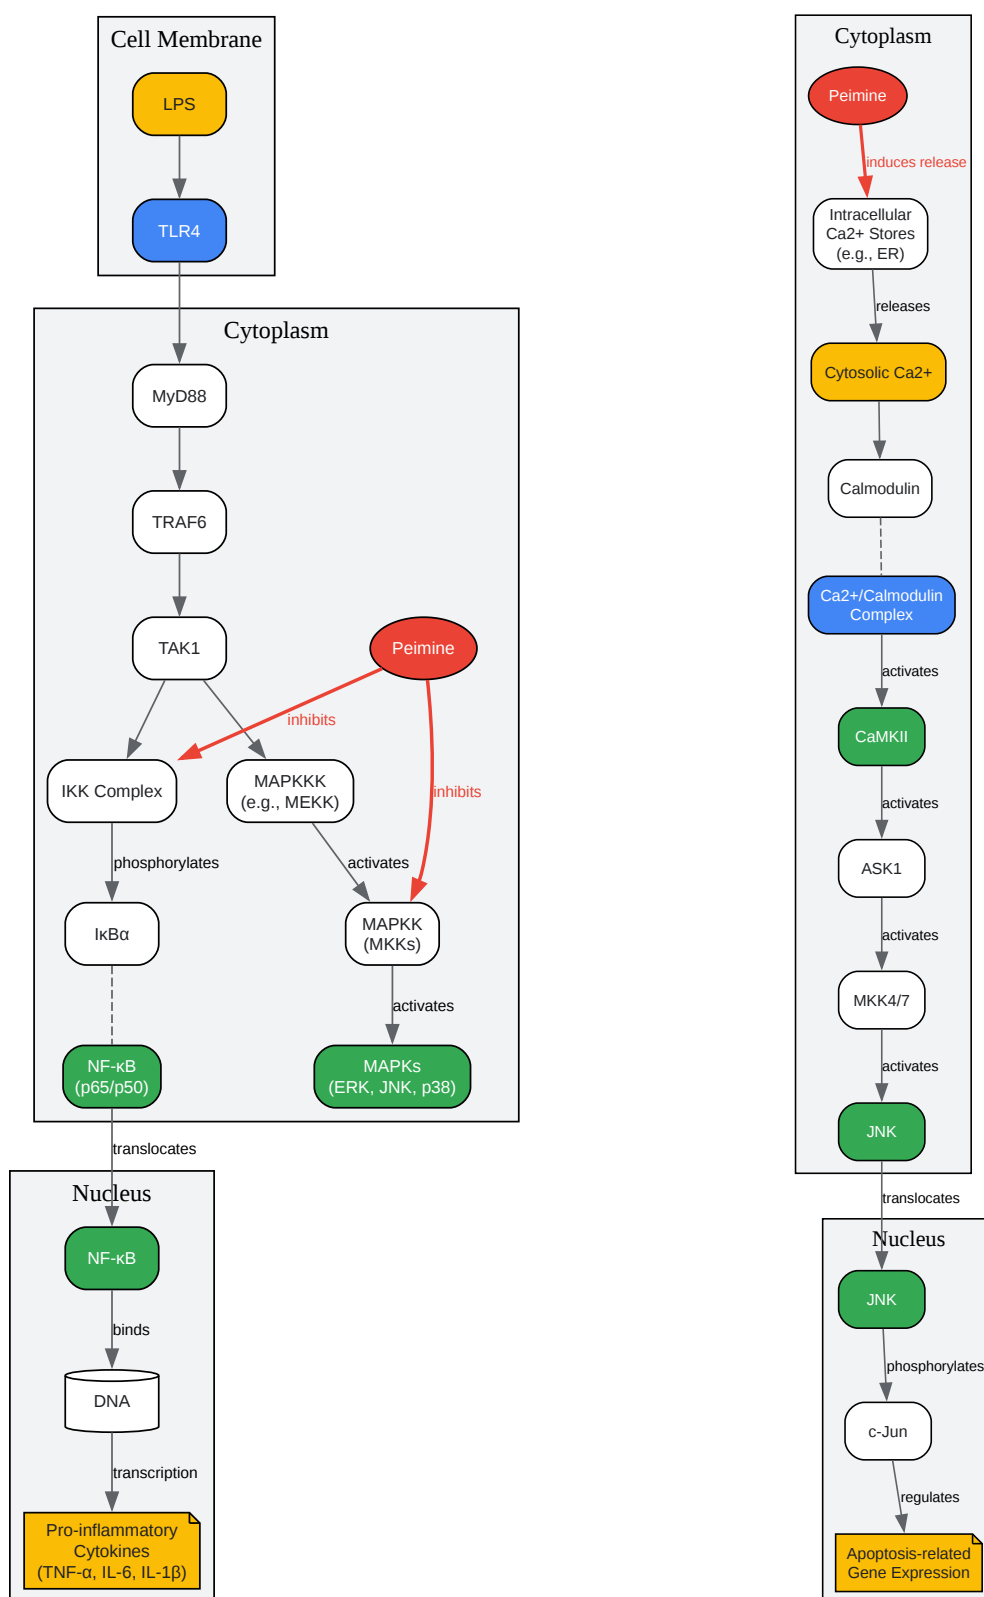 Cell Membrane
LPS
TLR4
Cytoplasm
MyD88
TRAF6
TAK1
Peimine
inhibits
IKK Complex
MAPKKK
(e.g., MEKK)
inhibits
phosphorylates
activates
IκBα
MAPKK
(MKKs)
activates
NF-κB
(p65/p50)
MAPKs
(ERK, JNK, p38)
translocates
Nucleus
NF-κB
binds
DNA
transcription
Pro-inflammatory
Cytokines
(TNF-α, IL-6, IL-1β)
Cytoplasm
Peimine
induces release
Intracellular
Ca2+ Stores
(e.g., ER)
releases
Cytosolic Ca2+
Calmodulin
Ca2+/Calmodulin
Complex
activates
CaMKII
activates
ASK1
activates
MKK4/7
activates
JNK
translocates
Nucleus
JNK
phosphorylates
c-Jun
regulates
Apoptosis-related
Gene Expression